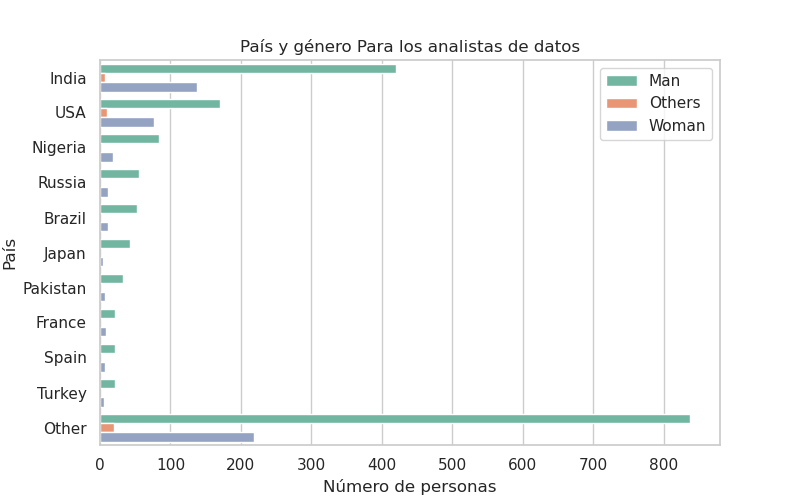 País y género Para los analistas de datos
Man
Others
Woman
India
USA
Nigeria
Russia
Brazil
Japan
Pakistan
France
Spain
Turkey
Other
País
0 100 200 300 400 500 600 700 800
Número de personas